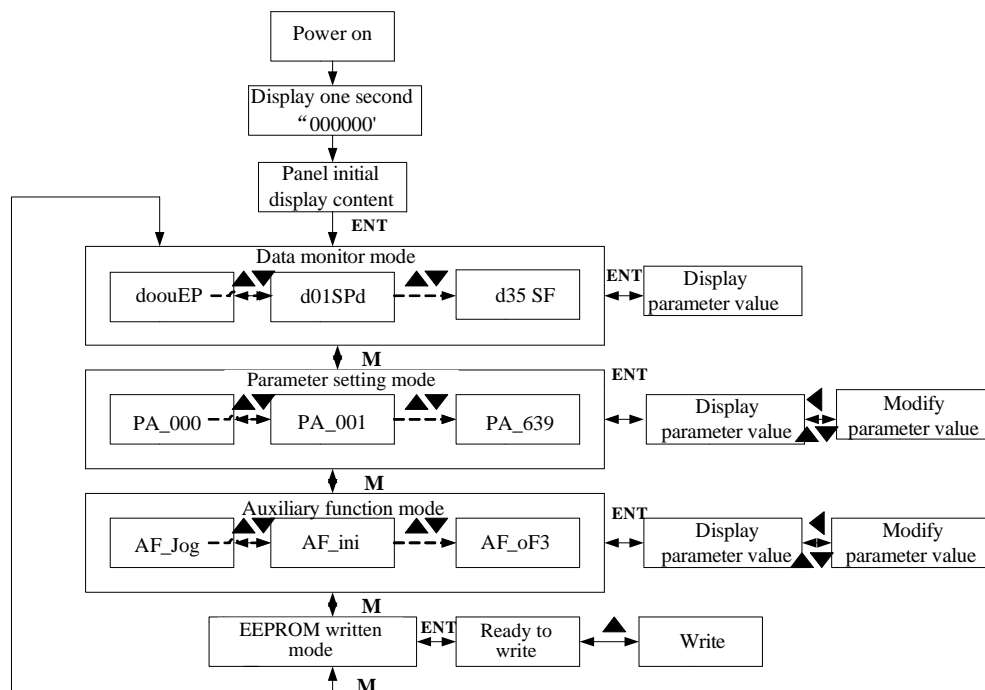 Power on
Display one second
“000000'
Panel initial
display content
ENT
Data monitor mode
doouEP
d01SPd
d35 SF
ENT
Display
parameter value
M
Parameter setting mode
PA_000
PA_001
PA_639
ENT
Display
parameter value
Modify
parameter value
M
Auxiliary function mode
AF_Jog
AF_ini
AF_oF3
ENT
Display
parameter value
Modify
parameter value
M
EEPROM written
mode
ENT
Ready to
write
Write
M